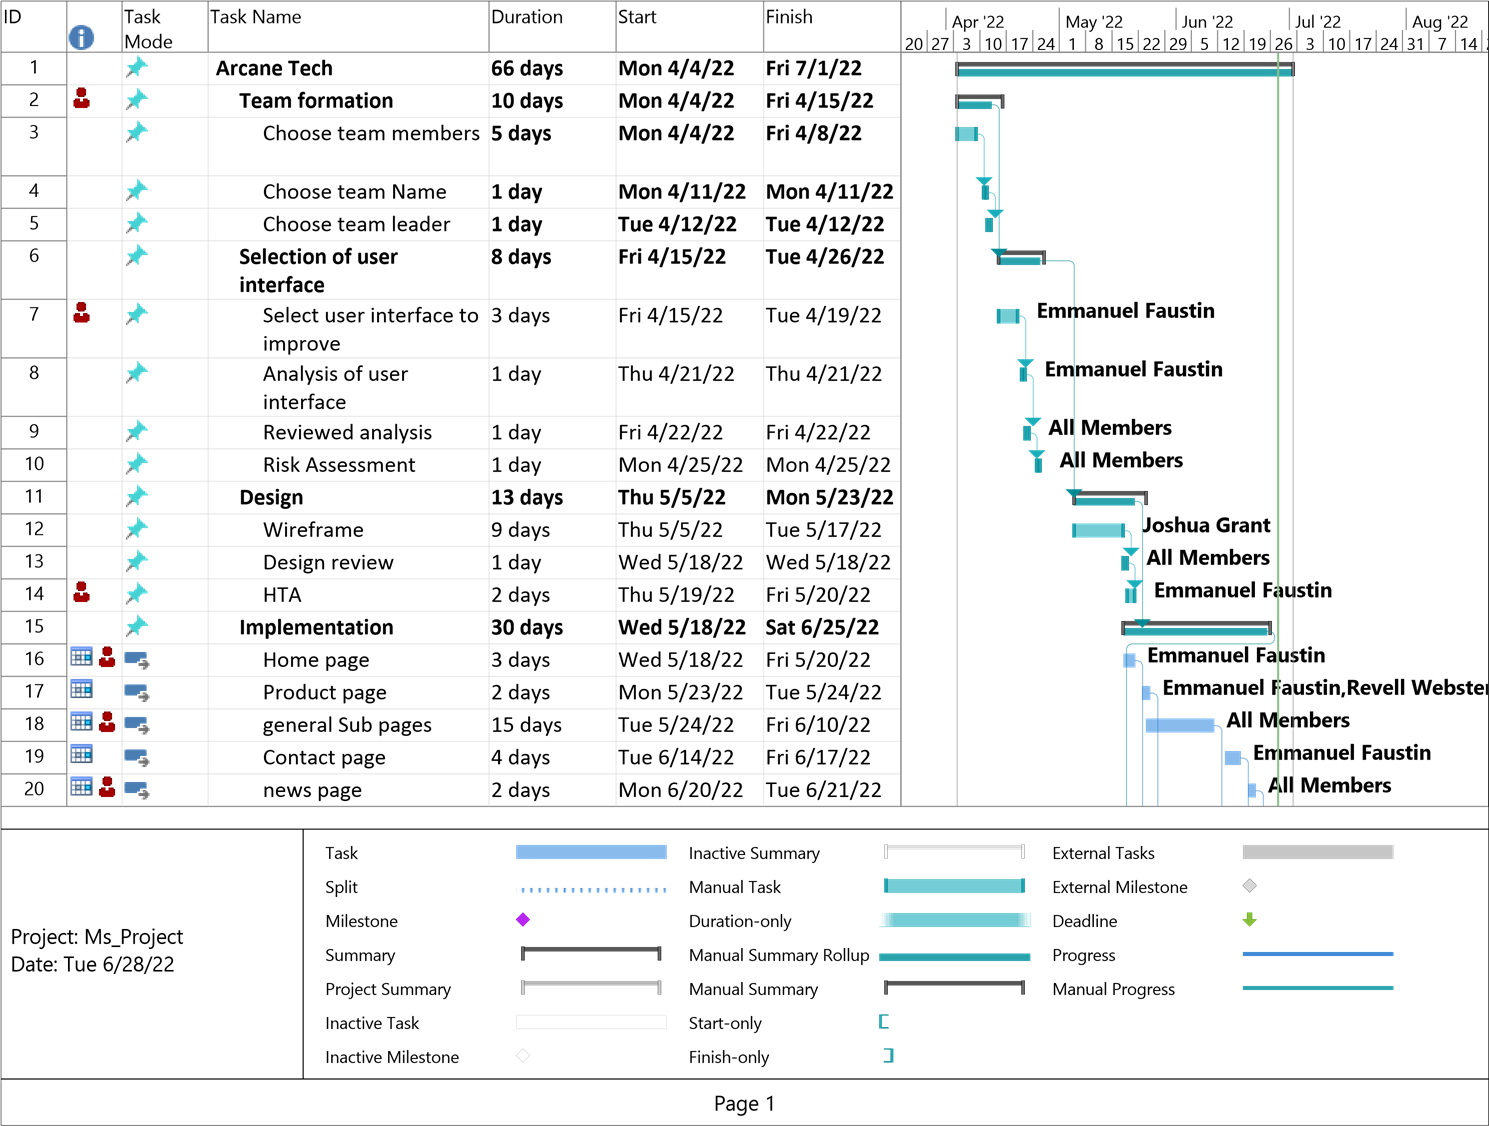 ID Task Mode Task Name Duration Start Finish
Apr '22 May '22 Jun '22 Jul '22 Aug '22
20 27 3 10 17 24 1 8 15 22 29 5 12 19 26 3 10 17 24 31 7 14
1 Arcane Tech 66 days Mon 4/4/22 Fri 7/1/22
2 Team formation 10 days Mon 4/4/22 Fri 4/15/22
3 Choose team members 5 days Mon 4/4/22 Fri 4/8/22
4 Choose team Name 1 day Mon 4/11/22 Mon 4/11/22
5 Choose team leader 1 day Tue 4/12/22 Tue 4/12/22
6 Selection of user 8 days Fri 4/15/22 Tue 4/26/22
interface
7 Select user interface to 3 days Fri 4/15/22 Tue 4/19/22 Emmanuel Faustin
improve
8 Analysis of user 1 day Thu 4/21/22 Thu 4/21/22 Emmanuel Faustin
interface
9 Reviewed analysis 1 day Fri 4/22/22 Fri 4/22/22 All Members
10 Risk Assessment 1 day Mon 4/25/22 Mon 4/25/22 All Members
11 Design 13 days Thu 5/5/22 Mon 5/23/22
12 Wireframe 9 days Thu 5/5/22 Tue 5/17/22 Joshua Grant
13 Design review 1 day Wed 5/18/22 Wed 5/18/22 All Members
14 HTA 2 days Thu 5/19/22 Fri 5/20/22 Emmanuel Faustin
15 Implementation 30 days Wed 5/18/22 Sat 6/25/22
16 Home page 3 days Wed 5/18/22 Fri 5/20/22 Emmanuel Faustin
17 Product page 2 days Mon 5/23/22 Tue 5/24/22 Emmanuel Faustin,Revell Webster
18 general Sub pages 15 days Tue 5/24/22 Fri 6/10/22 All Members
19 Contact page 4 days Tue 6/14/22 Fri 6/17/22 Emmanuel Faustin
20 news page 2 days Mon 6/20/22 Tue 6/21/22 All Members
Project: Ms_Project
Date: Tue 6/28/22
Task Inactive Summary External Tasks
Split Manual Task External Milestone
Milestone Duration-only Deadline
Summary Manual Summary Rollup Progress
Project Summary Manual Summary Manual Progress
Inactive Task Start-only
Inactive Milestone Finish-only
Page 1